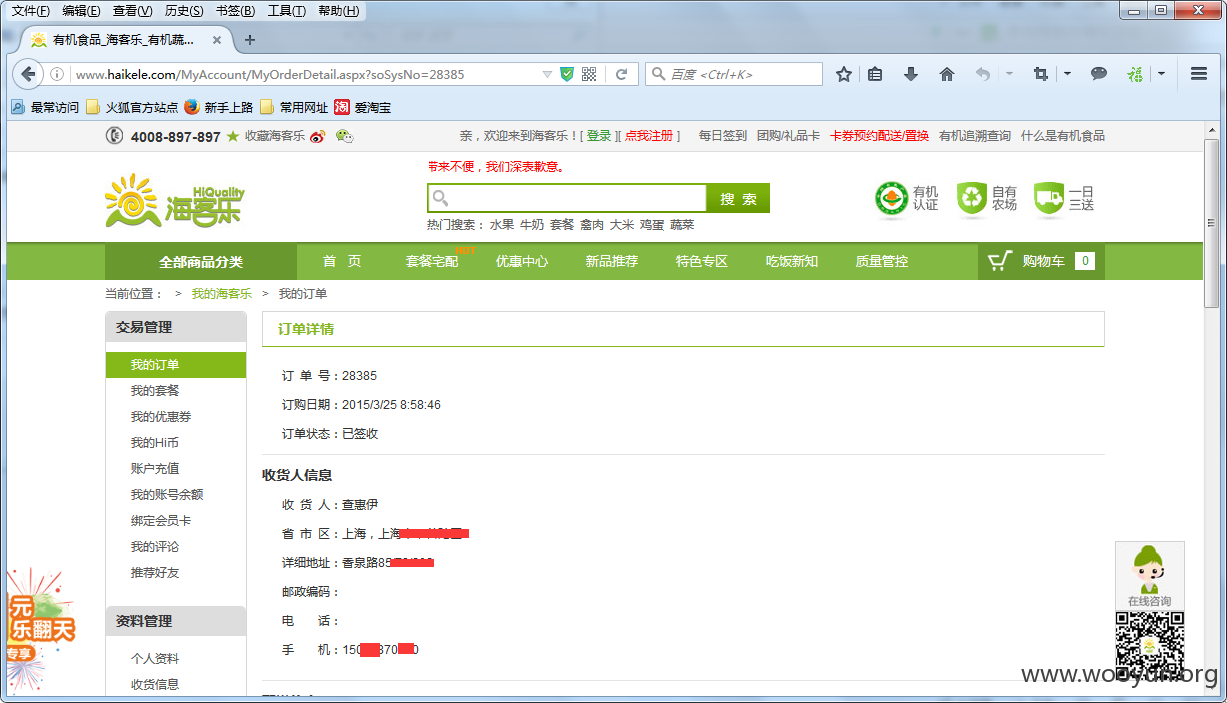 文件(F) 编辑(E) 查看(V) 历史(S) 书签(B) 工具(T) 帮助(H)
有机食品_海客乐_有机蔬...
www.haikele.com/MyAccount/MyOrderDetail.aspx?soSysNo=28385
百度 <Ctrl+K>
最常访问 火狐官方站点 新手上路 常用网址 淘 爱淘宝
4008-897-897 收藏海客乐 亲，欢迎来到海客乐！[ 登录 ][ 点我注册 ] 每日签到 团购/礼品卡 卡券预约配送/置换 有机追溯查询 什么是有机食品
带来不便，我们深表歉意。
HiQuality
海客乐
搜 索
热门搜索： 水果 牛奶 套餐 禽肉 大米 鸡蛋 蔬菜
有机认证
自有农场
一日三送
全部商品分类 首 页 套餐宅配 优惠中心 新品推荐 特色专区 吃饭新知 质量管控 购物车 0
当前位置： > 我的海客乐 > 我的订单
交易管理
我的订单
我的套餐
我的优惠券
我的Hi币
账户充值
我的账号余额
绑定会员卡
我的评论
推荐好友
资料管理
个人资料
收货信息
订单详情
订 单 号：28385
订购日期：2015/3/25 8:58:46
订单状态：已签收
收货人信息
收 货 人：查惠伊
省 市 区：上海，上海
详细地址：香泉路85
邮政编码：
电 话：
手 机：150 370 0
元
乐翻天
专享
在线咨询
www.wooyun.org